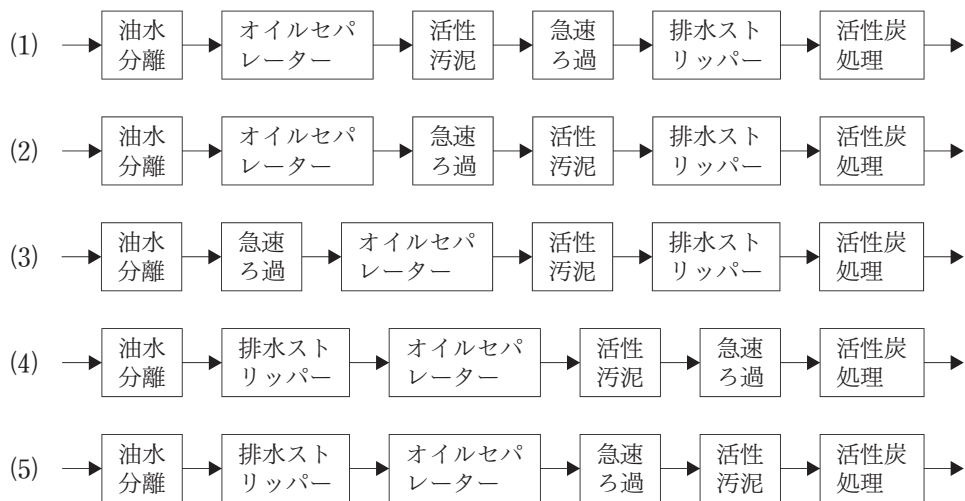 (1) 油水 オイルセパ 活性 急速 排水スト 活性炭
分離 レーター 汚泥 ろ過 リッパー 処理
(2) 油水 オイルセパ 急速 活性 排水スト 活性炭
分離 レーター ろ過 汚泥 リッパー 処理
(3) 油水 急速 オイルセパ 活性 排水スト 活性炭
分離 ろ過 レーター 汚泥 リッパー 処理
(4) 油水 排水スト オイルセパ 活性 急速 活性炭
分離 リッパー レーター 汚泥 ろ過 処理
(5) 油水 排水スト オイルセパ 急速 活性 活性炭
分離 リッパー レーター ろ過 汚泥 処理